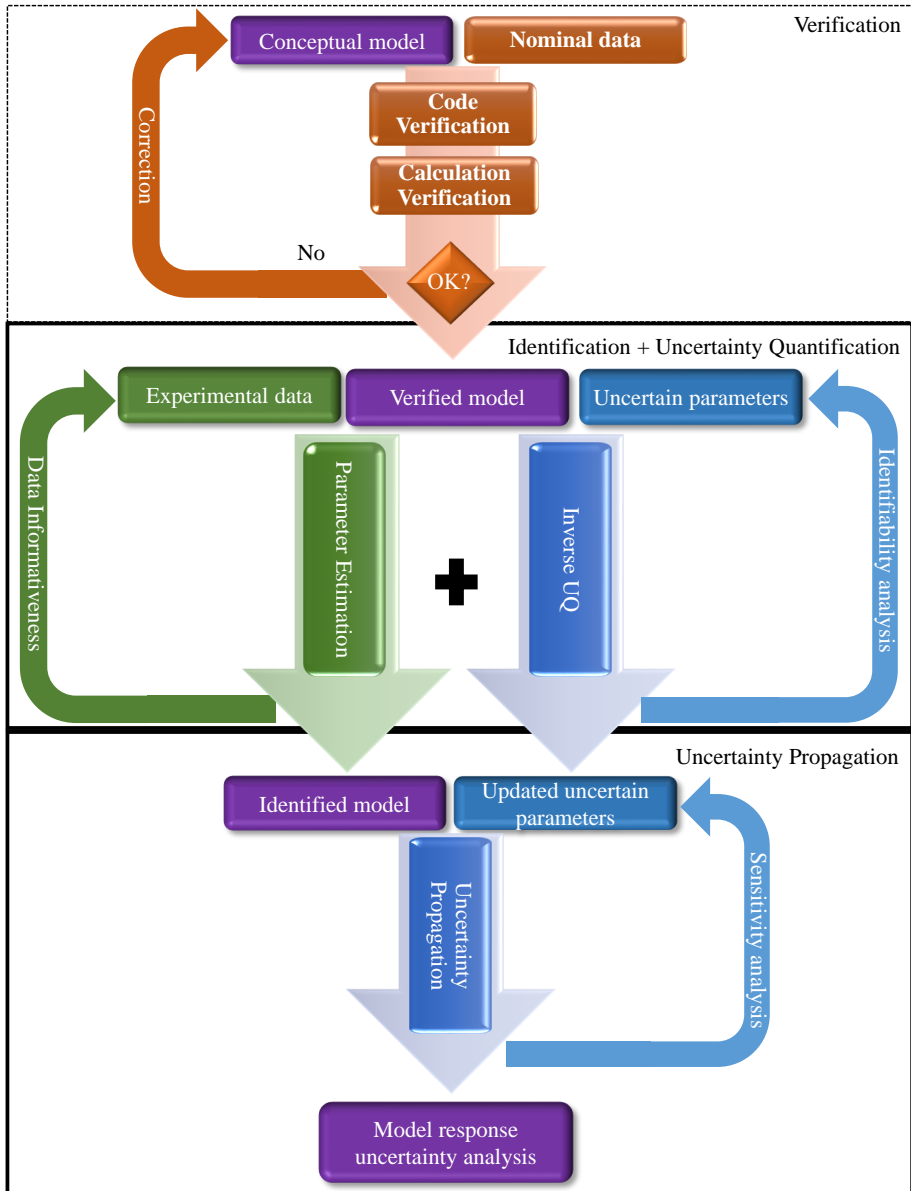 Verification
Conceptual model
Nominal data
Code
Verification
Calculation
Verification
Correction
No
OK?
Identification + Uncertainty Quantification
Experimental data
Verified model
Uncertain parameters
Data Informativeness
Parameter Estimation
Inverse UQ
Identifiability analysis
Uncertainty Propagation
Identified model
Updated uncertain
parameters
Uncertainty
Propagation
Sensitivity analysis
Model response
uncertainty analysis